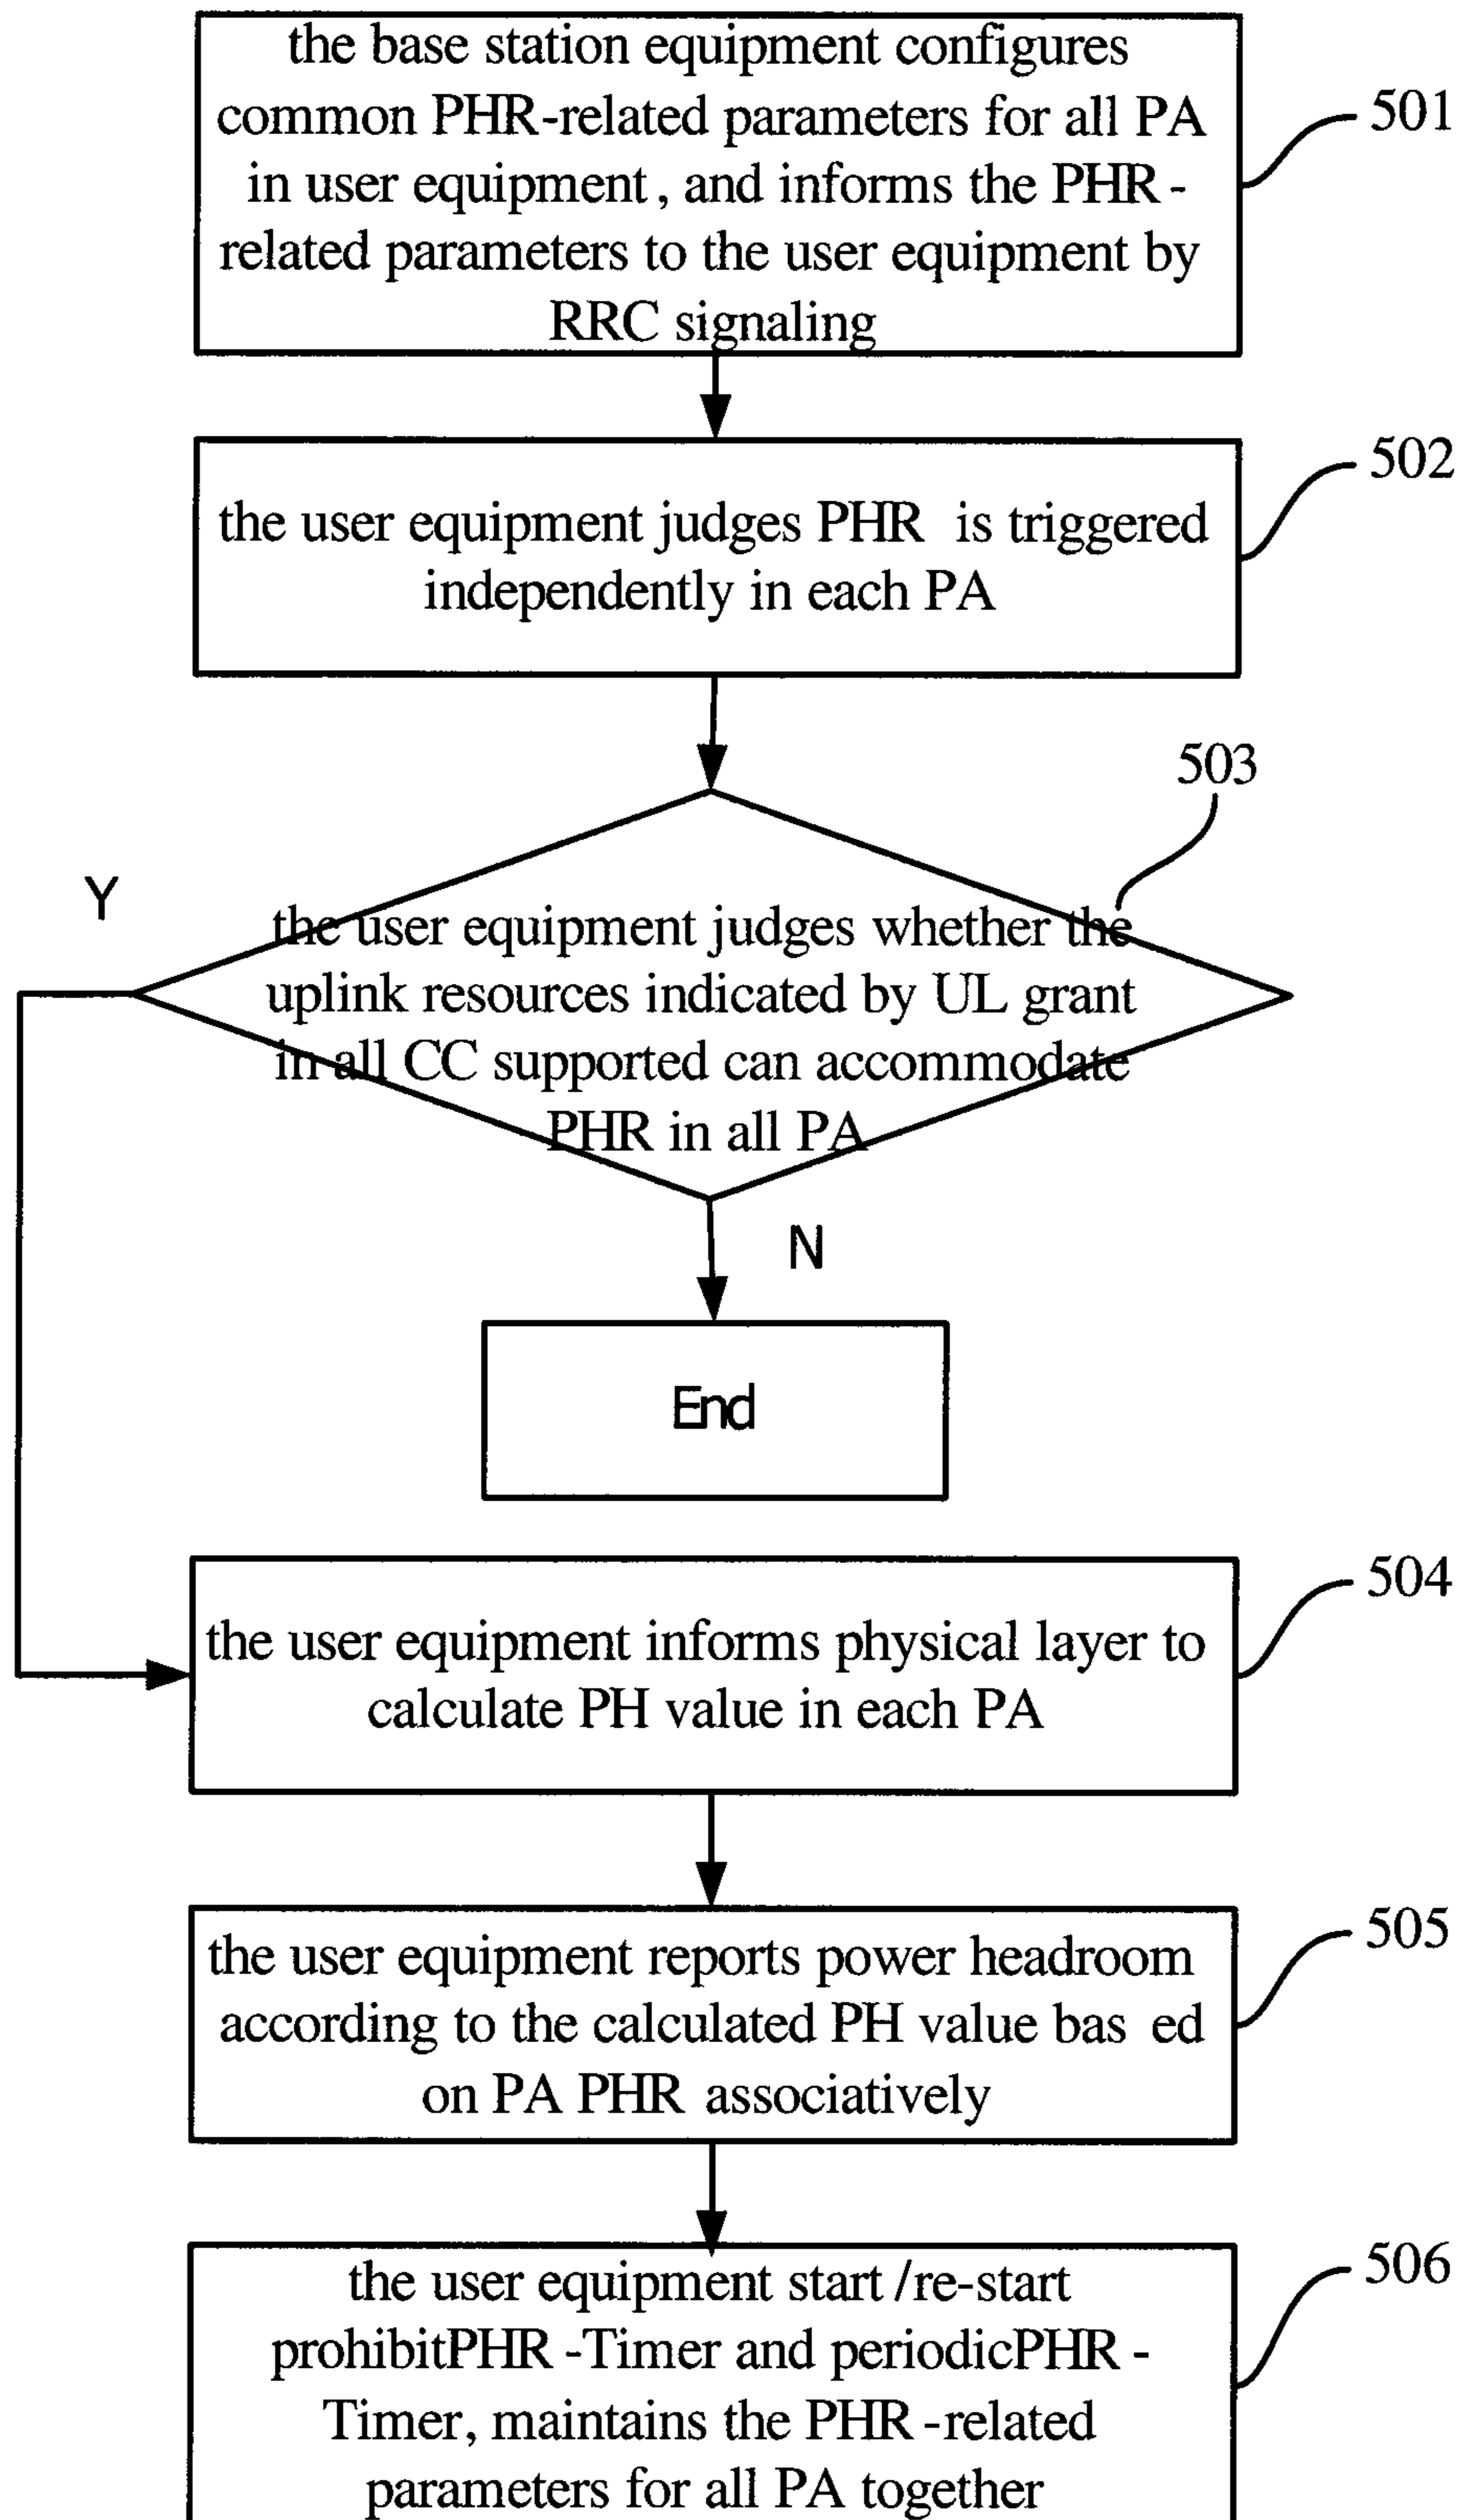 the base station equipment configures
common PHR-related parameters for all PA
in user equipment, and informs the PHR-
related parameters to the user equipment by
RRC signaling
501
the user equipment judges PHR is triggered
independently in each PA
502
503
Y
the user equipment judges whether the
uplink resources indicated by UL grant
in all CC supported can accommodate
PHR in all PA
N
End
the user equipment informs physical layer to
calculate PH value in each PA
504
the user equipment reports power headroom
according to the calculated PH value bas ed
on PA PHR associatively
505
the user equipment start /re-start
prohibitPHR -Timer and periodicPHR -
Timer, maintains the PHR -related
parameters for all PA together
506